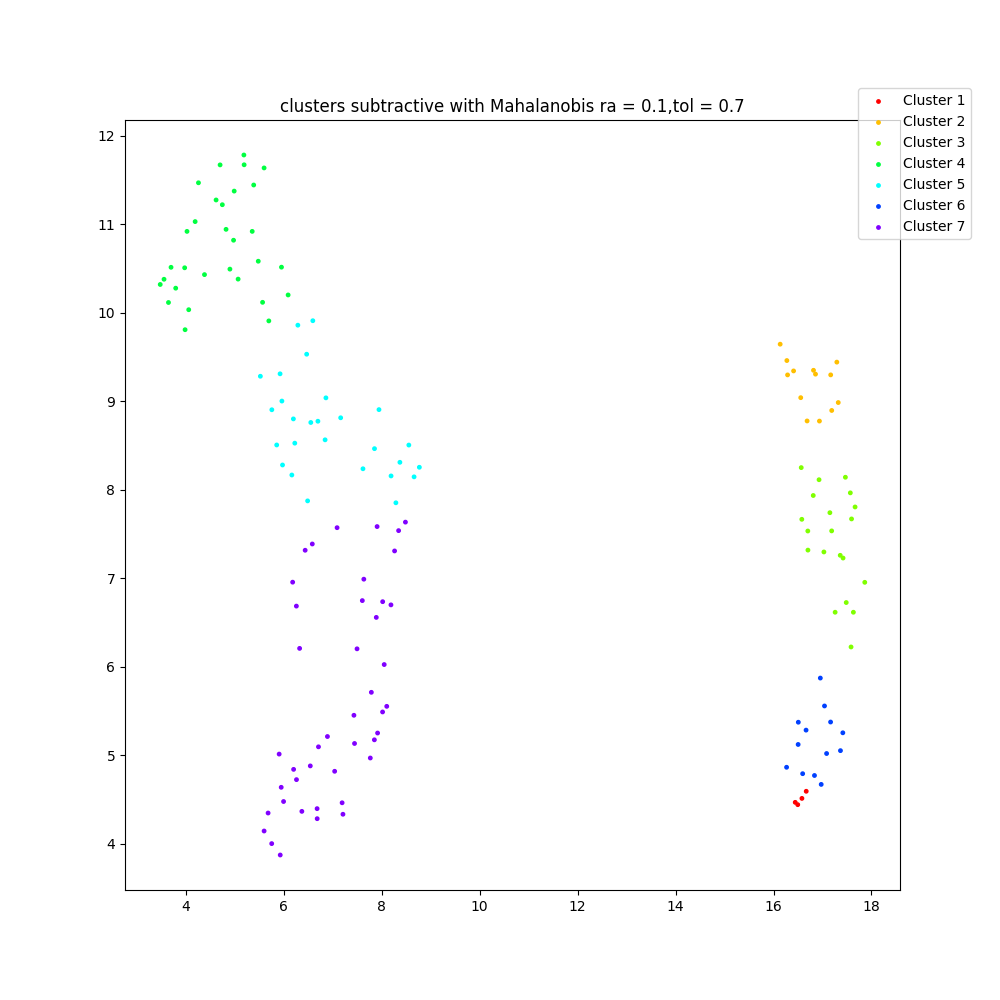 clusters subtractive with Mahalanobis ra = 0.1,tol = 0.7
Cluster 1
Cluster 2
Cluster 3
Cluster 4
Cluster 5
Cluster 6
Cluster 7
12
11
10
9
8
7
6
5
4
4 6 8 10 12 14 16 18